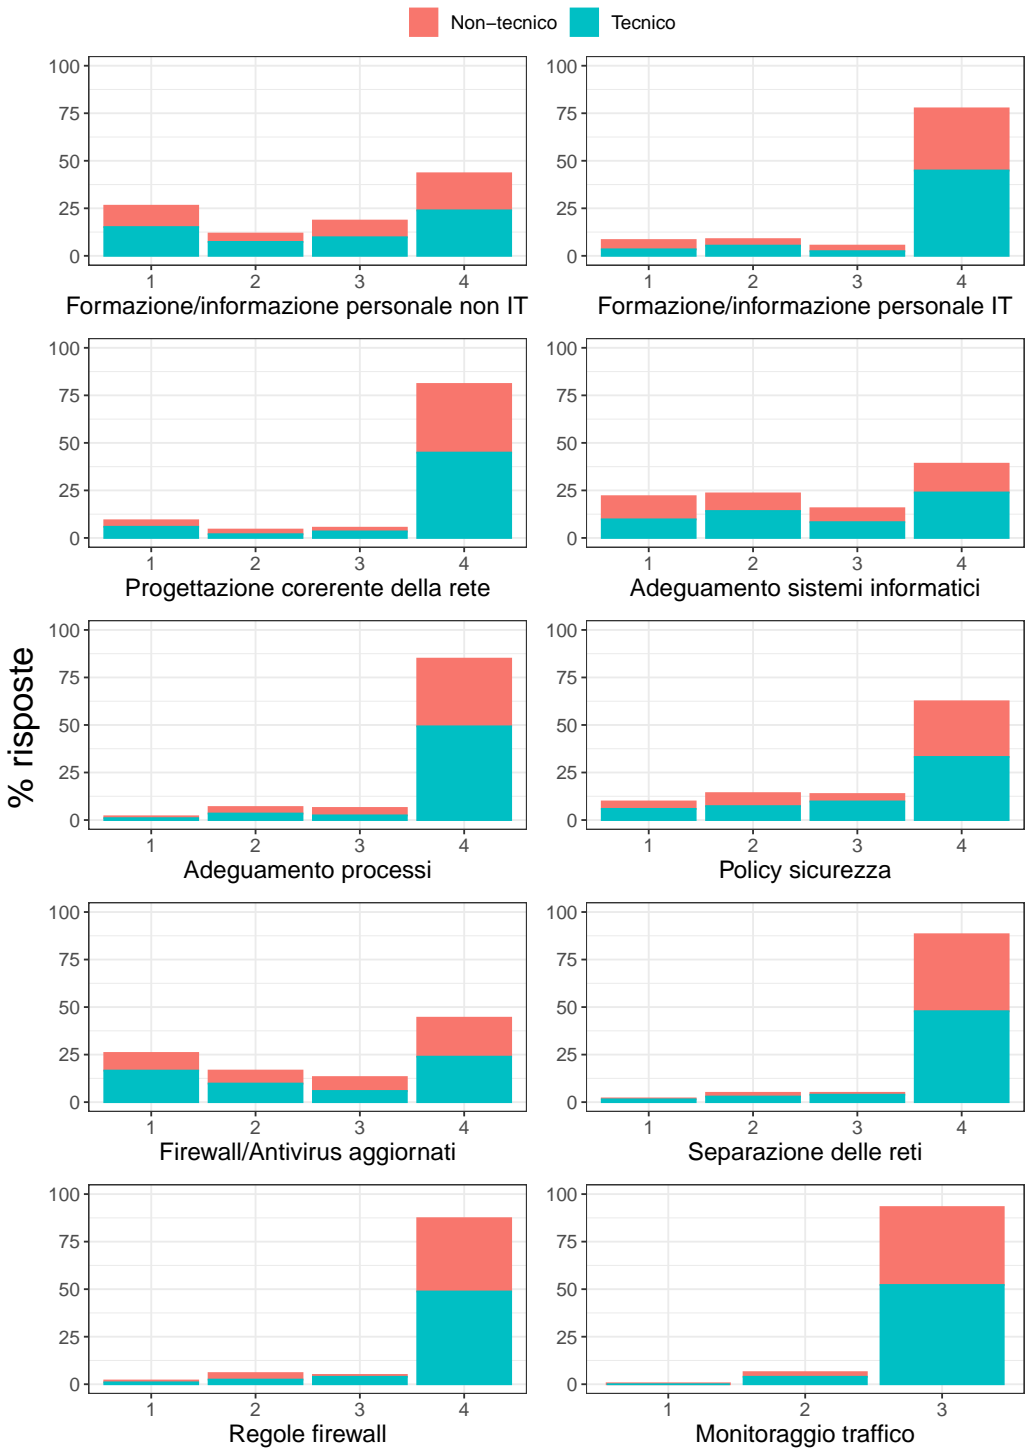 Non−tecnico Tecnico
100
75
50
25
0
1 2 3 4
Formazione/informazione personale non IT
100
75
50
25
0
1 2 3 4
Formazione/informazione personale IT
100
75
50
25
0
1 2 3 4
Progettazione corerente della rete
100
75
50
25
0
1 2 3 4
Adeguamento sistemi informatici
% risposte
100
75
50
25
0
1 2 3 4
Adeguamento processi
100
75
50
25
0
1 2 3 4
Policy sicurezza
100
75
50
25
0
1 2 3 4
Firewall/Antivirus aggiornati
100
75
50
25
0
1 2 3 4
Separazione delle reti
100
75
50
25
0
1 2 3 4
Regole firewall
100
75
50
25
0
1 2 3
Monitoraggio traffico